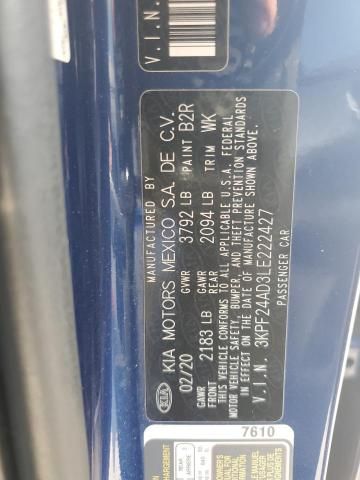 V.I.N.
KIA
MANUFACTURED BY
KIA MOTORS MEXICO S.A. DE C.V.
02/20 GVWR 3792 LB PAINT B2R
GAWR FRT 2183 LB GAWR REAR 2094 LB TRIM WK
THIS VEHICLE CONFORMS TO ALL APPLICABLE U.S.A. FEDERAL
MOTOR VEHICLE SAFETY, BUMPER, AND THEFT PREVENTION STANDARDS
IN EFFECT ON THE DATE OF MANUFACTURE SHOWN ABOVE.
V.I.N. 3KPF24AD3LE222427
PASSENGER CAR
7610